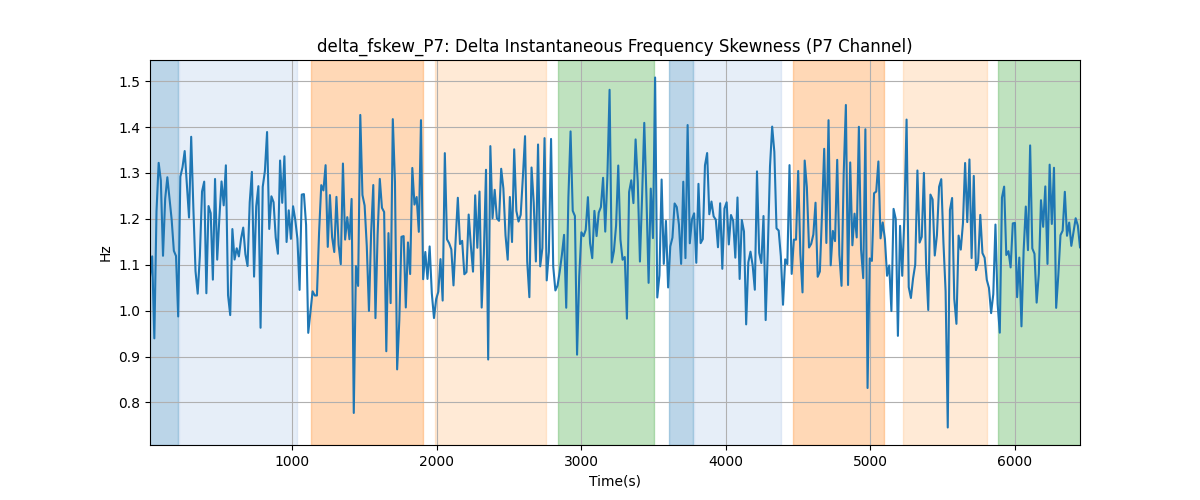 delta_fskew_P7: Delta Instantaneous Frequency Skewness (P7 Channel)
1.5
1.4
1.3
1.2
1.1
1.0
0.9
0.8
Hz
1000 2000 3000 4000 5000 6000
Time(s)